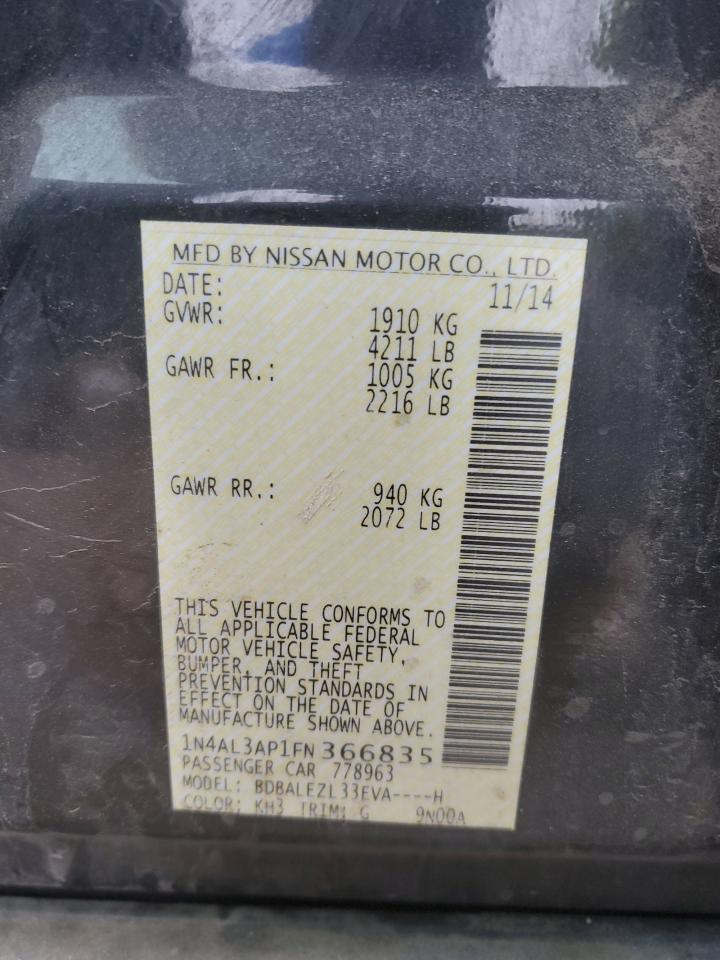 MFD BY NISSAN MOTOR CO., LTD.
DATE: 11/14
GVWR: 1910 KG
4211 LB
GAWR FR.: 1005 KG
2216 LB
GAWR RR.: 940 KG
2072 LB
THIS VEHICLE CONFORMS TO
ALL APPLICABLE FEDERAL
MOTOR VEHICLE SAFETY,
BUMPER, AND THEFT
PREVENTION STANDARDS IN
EFFECT ON THE DATE OF
MANUFACTURE SHOWN ABOVE.
1N4AL3AP1FN366835
PASSENGER CAR 778963
MODEL: BDBALEZL33EVA----H
COLOR: KH3 TRIM: G 9N00A